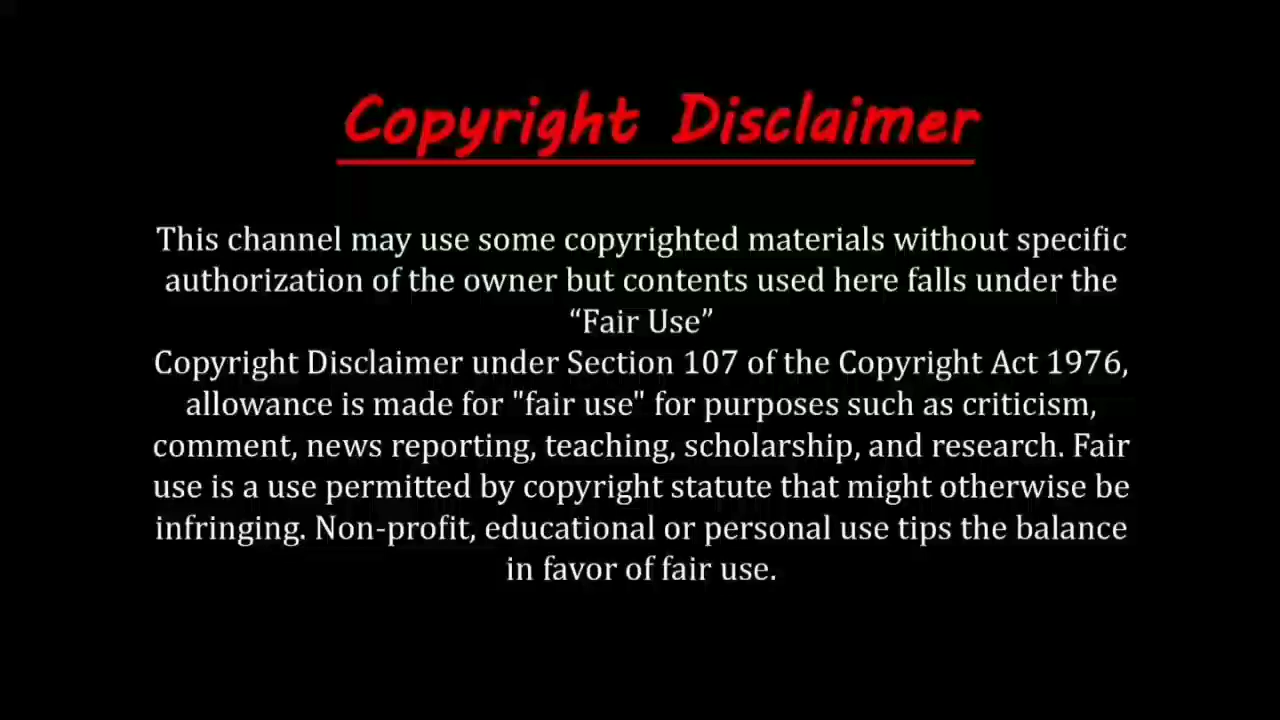 Copyright Disclaimer
This channel may use some copyrighted materials without specific
authorization of the owner but contents used here falls under the
“Fair Use”
Copyright Disclaimer under Section 107 of the Copyright Act 1976,
allowance is made for "fair use" for purposes such as criticism,
comment, news reporting, teaching, scholarship, and research. Fair
use is a use permitted by copyright statute that might otherwise be
infringing. Non-profit, educational or personal use tips the balance
in favor of fair use.